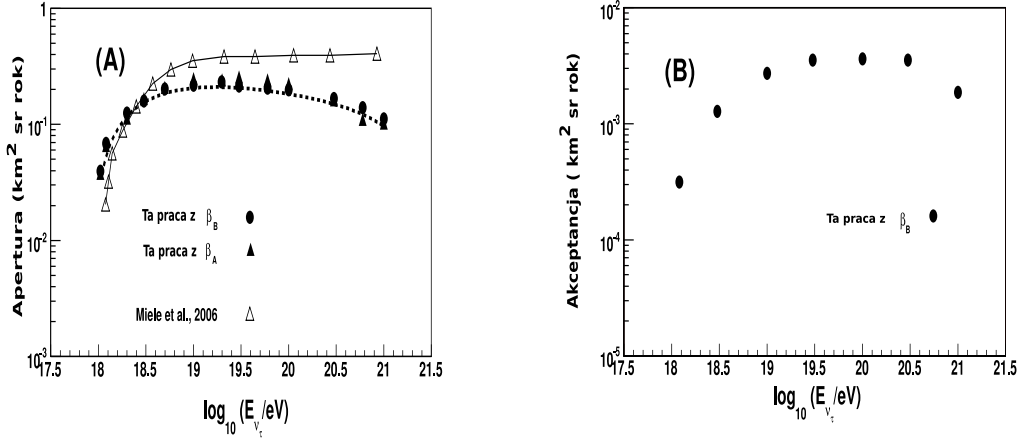 Apertura (km² sr rok)
1
10⁻¹
10⁻²
10⁻³
(A)
Ta praca z β_B
Ta praca z β_A
Miele et al., 2006
17.5 18 18.5 19 19.5 20 20.5 21 21.5
log₁₀ (E_ν_τ/eV)
Akceptancja ( km² sr rok)
10⁻²
10⁻³
10⁻⁴
10⁻⁵
(B)
Ta praca z β_B
17.5 18 18.5 19 19.5 20 20.5 21 21.5
log₁₀ (E_ν_τ/eV)